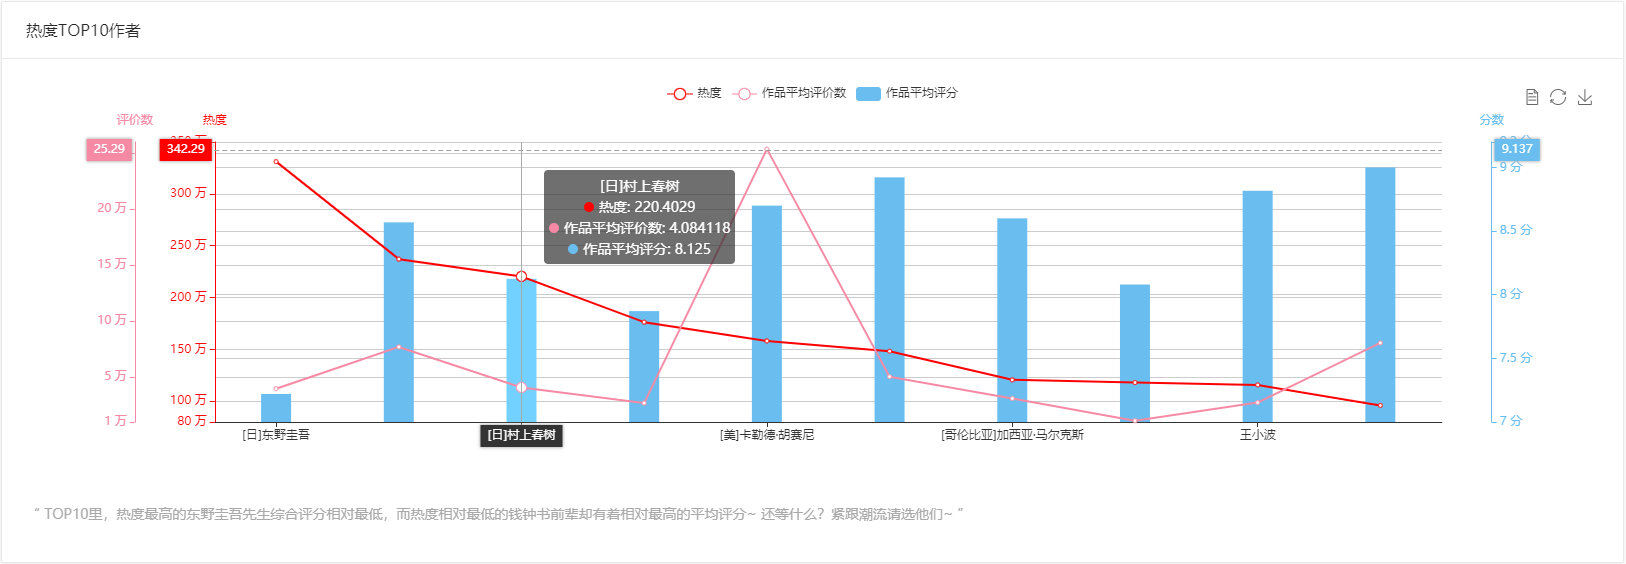 热度TOP10作者
热度 作品平均评价数 作品平均评分
评价数 热度 分数
25.29 342.29 9.137
9 分
300 万
20 万
250 万
8.5 分
15 万
200 万
8 分
10 万
150 万
7.5 分
5 万
100 万
1 万 80 万 7 分
[日]村上春树
热度: 220.4029
作品平均评价数: 4.084118
作品平均评分: 8.125
[日]东野圭吾 [日]村上春树 [美]卡勒德·胡赛尼 [哥伦比亚]加西亚·马尔克斯 王小波
“ TOP10里，热度最高的东野圭吾先生综合评分相对最低，而热度相对最低的钱钟书前辈却有着相对最高的平均评分~ 还等什么？紧跟潮流请选他们~ ”